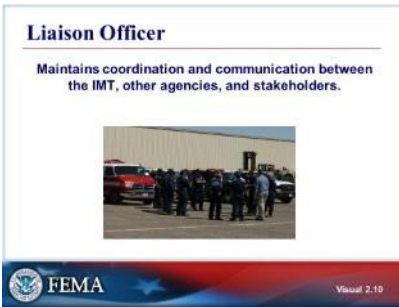 Liaison Officer
Maintains coordination and communication between
the IMT, other agencies, and stakeholders.
FEMA
Visual 2.10